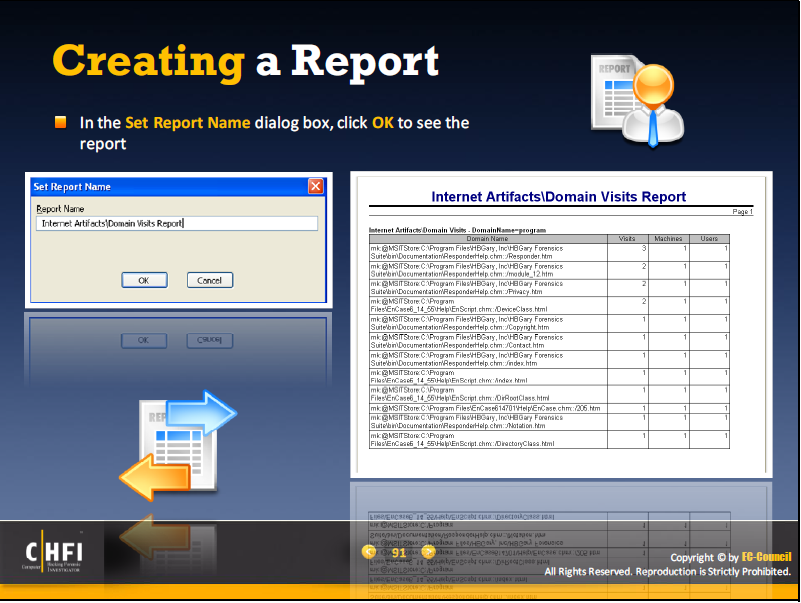 Creating a Report
REPORT
In the Set Report Name dialog box, click OK to see the
report
Set Report Name
Report Name
Internet Artifacts\Domain Visits Report
OK
Cancel
Internet Artifacts\Domain Visits Report
Page 1
Internet Artifacts\Domain Visits - DomainName=program
Domain Name Visits Machines Users
mk:@MSITStore:C:\Program Files\HBGary, Inc\HBGary Forensics 3 1 1
Suite\bin\Documentation\ResponderHelp.chm::/Responder.htm
mk:@MSITStore:C:\Program Files\HBGary, Inc\HBGary Forensics 2 1 1
Suite\bin\Documentation\ResponderHelp.chm::/module_12.htm
mk:@MSITStore:C:\Program Files\HBGary, Inc\HBGary Forensics 2 1 1
Suite\bin\Documentation\ResponderHelp.chm::/Privacy.htm
mk:@MSITStore:C:\Program 2 1 1
Files\EnCase6_14_55\Help\EnScript.chm::/DeviceClass.html
mk:@MSITStore:C:\Program Files\HBGary, Inc\HBGary Forensics 1 1 1
Suite\bin\Documentation\ResponderHelp.chm::/Copyright.htm
mk:@MSITStore:C:\Program Files\HBGary, Inc\HBGary Forensics 1 1 1
Suite\bin\Documentation\ResponderHelp.chm::/Contact.htm
mk:@MSITStore:C:\Program Files\HBGary, Inc\HBGary Forensics 1 1 1
Suite\bin\Documentation\ResponderHelp.chm::/index.htm
mk:@MSITStore:C:\Program 1 1 1
Files\EnCase6_14_55\Help\EnScript.chm::/index.html
mk:@MSITStore:C:\Program 1 1 1
Files\EnCase6_14_55\Help\EnScript.chm::/DirRootClass.html
mk:@MSITStore:C:\Program Files\EnCase614701\Help\EnCase.chm::/205.htm 1 1 1
mk:@MSITStore:C:\Program Files\HBGary, Inc\HBGary Forensics 1 1 1
Suite\bin\Documentation\ResponderHelp.chm::/Notation.htm
mk:@MSITStore:C:\Program 1 1 1
Files\EnCase6_14_55\Help\EnScript.chm::/DirectoryClass.html
CHFI
Computer Hacking Forensic
INVESTIGATOR
91
Copyright © by EC-Council
All Rights Reserved. Reproduction is Strictly Prohibited.